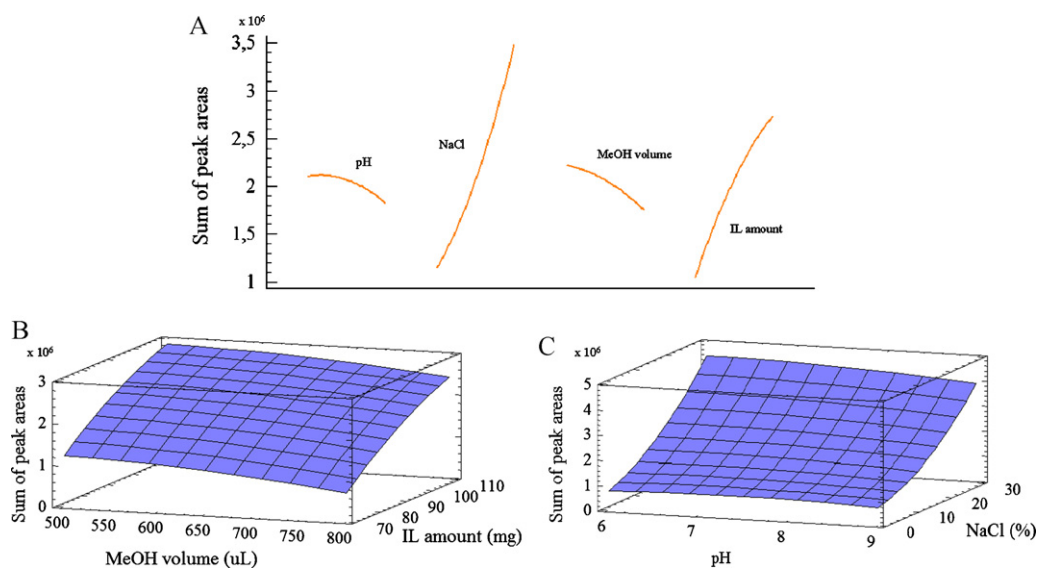 A
x 10⁶
3,5
3
2,5
2
1,5
1
Sum of peak areas
pH
NaCl
MeOH volume
IL amount
B
x 10⁶
3
2
1
0
Sum of peak areas
500 550 600 650 700 750 800
MeOH volume (uL)
70 80 90 100 110
IL amount (mg)
C
x 10⁶
5
4
3
2
1
0
Sum of peak areas
6 7 8 9
pH
0 10 20 30
NaCl (%)